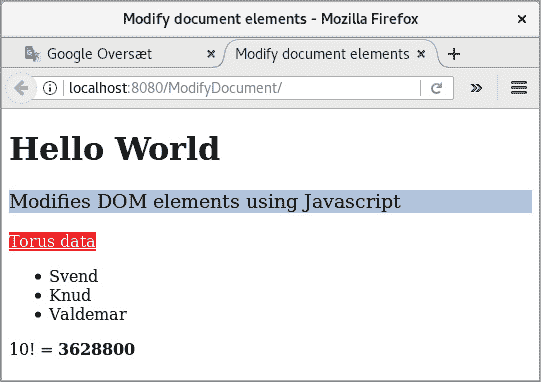 Modify document elements - Mozilla Firefox
Google Oversæt
Modify document elements
localhost:8080/ModifyDocument/
Hello World
Modifies DOM elements using Javascript
Torus data
Svend
Knud
Valdemar
10! = 3628800